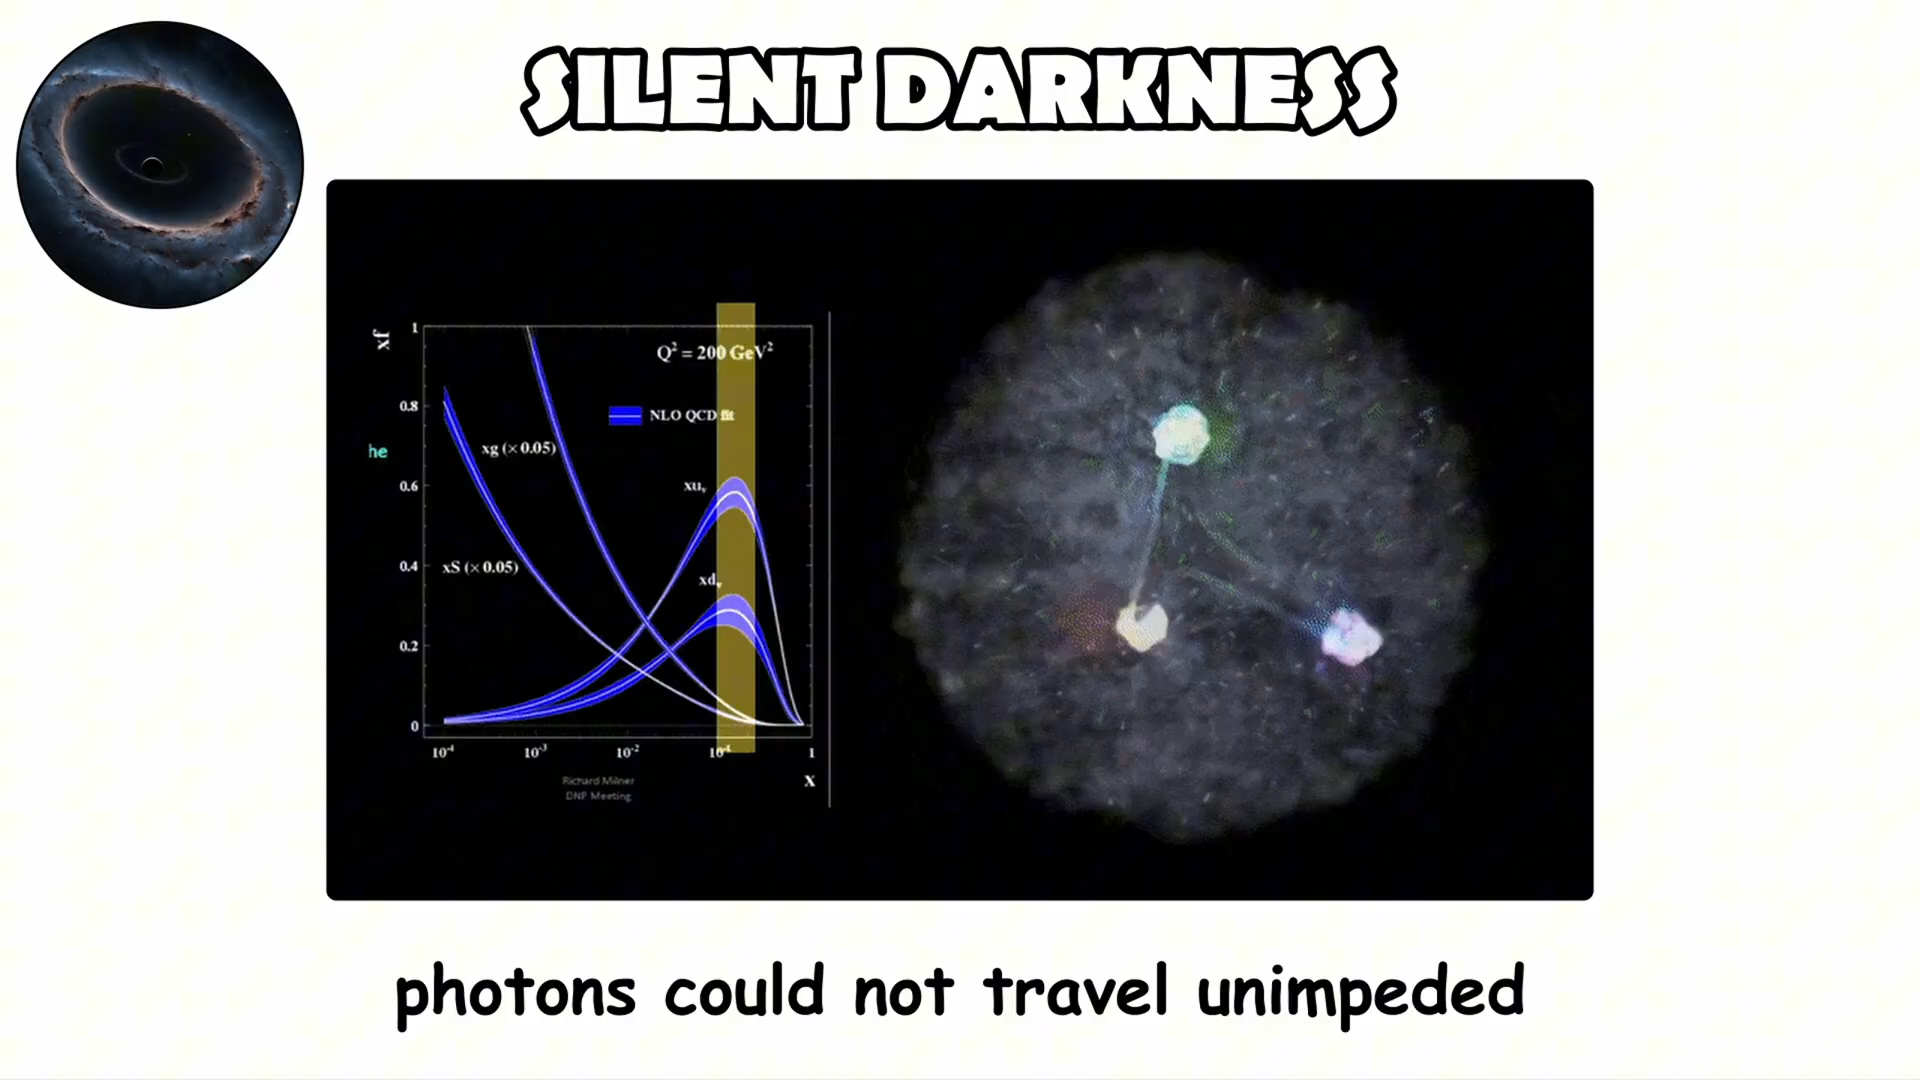 SILENT DARKNESS
xf
1
Q² = 200 GeV²
0.8
NLO QCD fit
he
xg (× 0.05)
0.6
xuᵥ
0.4
xS (× 0.05)
xdᵥ
0.2
0
10⁻⁴ 10⁻³ 10⁻² 10⁻¹ 1
Richard Milner
x
DNP Meeting
photons could not travel unimpeded